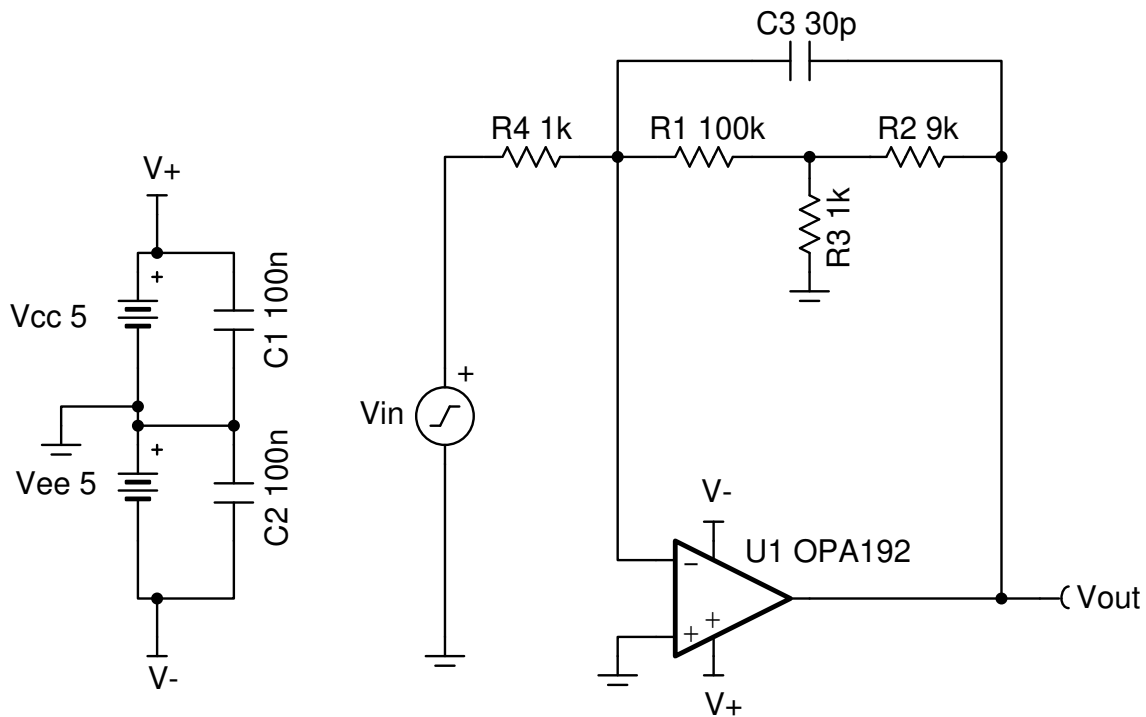 C3 30p
R4 1k
R1 100k
R2 9k
R3 1k
V+
+
Vcc 5
C1 100n
+
Vee 5
C2 100n
V-
+
Vin
V-
U1 OPA192
−
+
+
V+
Vout